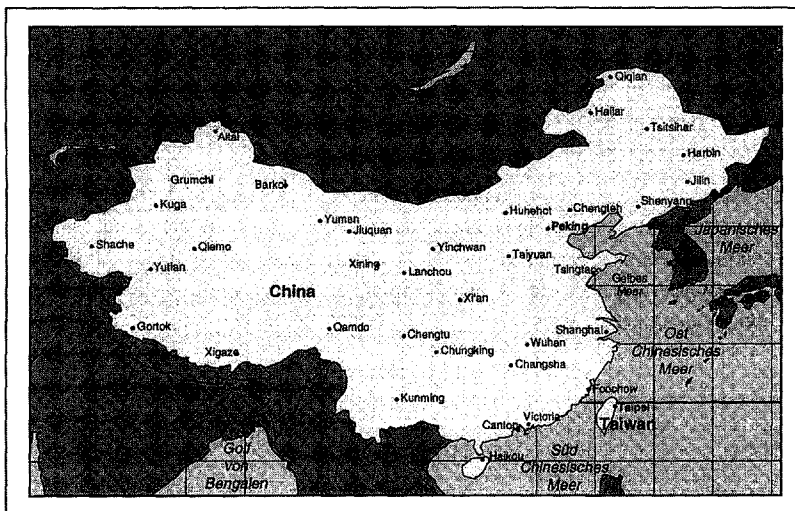 Qiqian
Hailar
Tsitsihar
Altai
Harbin
Grumchi
Barkol
Jilin
Kuga
Yuman
Huhehot
Chengteh
Shenyang
Jiuquan
Peking
Japanisches
Meer
Shache
Qiemo
Yinchwan
Taiyuan
Yutian
Xining
Lanchou
Tsingtao
Gelbes
Meer
China
Xi'an
Gortok
Qamdo
Chengtu
Shanghai
Ost
Chinesisches
Meer
Xigaze
Chungking
Wuhan
Changsha
Kunming
Foochow
Taipei
Victoria
Canton
Taiwan
Golf
von
Bengalen
Haikou
Süd
Chinesisches
Meer